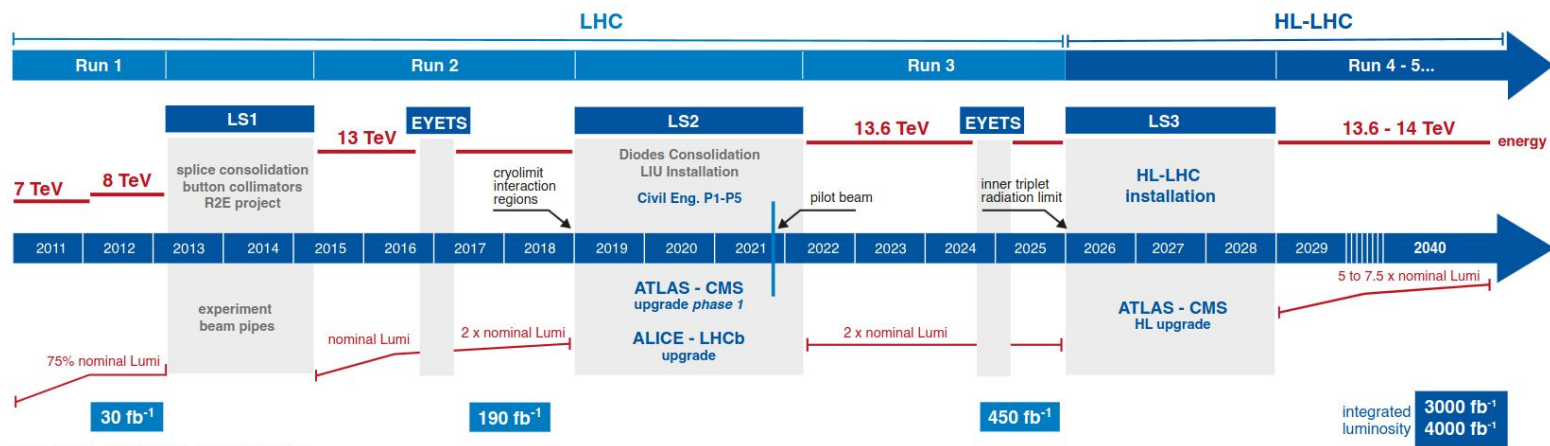 LHC
HL-LHC
Run 1
Run 2
Run 3
Run 4 - 5...
LS1
EYETS
LS2
EYETS
LS3
7 TeV
8 TeV
13 TeV
13.6 TeV
13.6 - 14 TeV
energy
splice consolidation
button collimators
R2E project
cryolimit
interaction
regions
Diodes Consolidation
LIU Installation
Civil Eng. P1-P5
pilot beam
inner triplet
radiation limit
HL-LHC
installation
2011
2012
2013
2014
2015
2016
2017
2018
2019
2020
2021
2022
2023
2024
2025
2026
2027
2028
2029
2040
experiment
beam pipes
ATLAS - CMS
upgrade phase 1
ALICE - LHCb
upgrade
ATLAS - CMS
HL upgrade
75% nominal Lumi
nominal Lumi
2 x nominal Lumi
2 x nominal Lumi
5 to 7.5 x nominal Lumi
30 fb⁻¹
190 fb⁻¹
450 fb⁻¹
integrated
luminosity
3000 fb⁻¹
4000 fb⁻¹